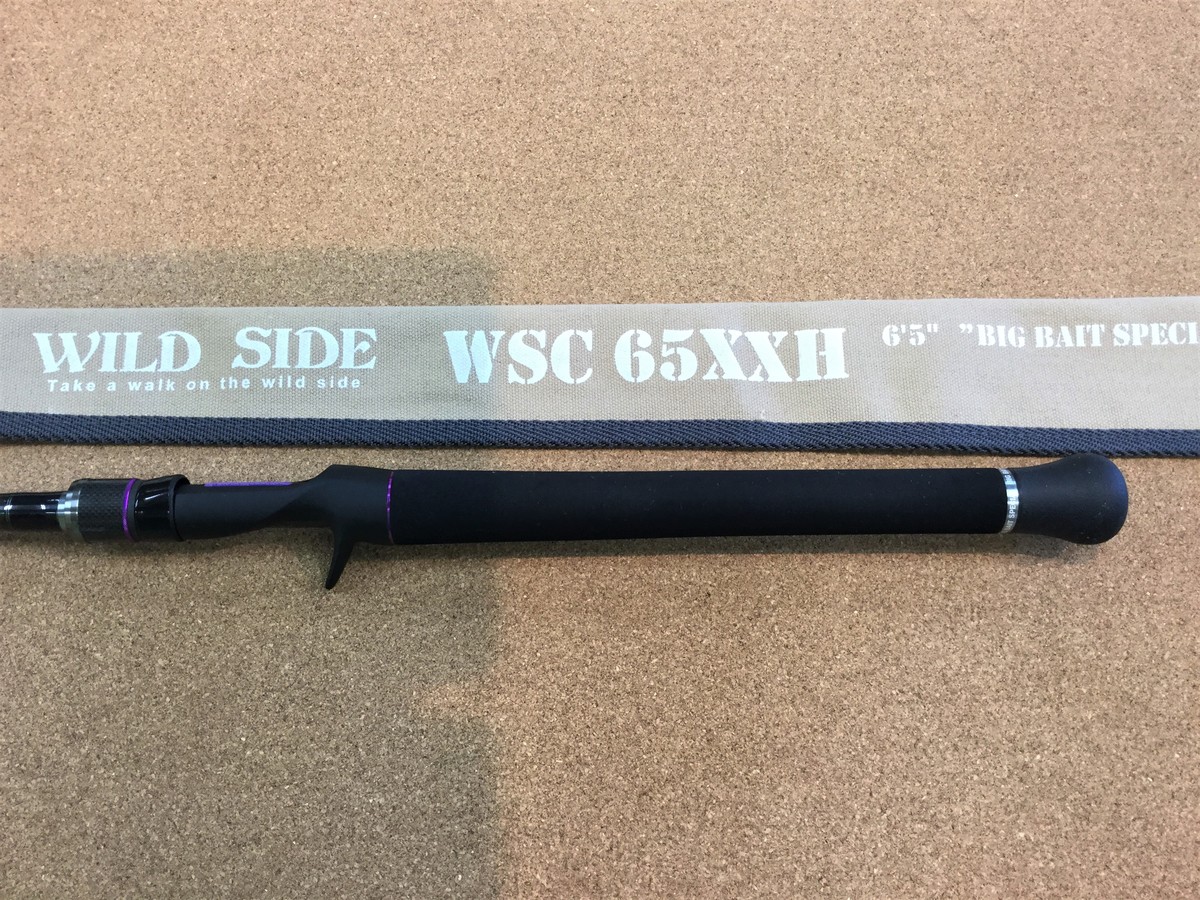 WILD SIDE
Take a walk on the wild side
WSC 65XXH
6'5" "BIG BAIT SPECI